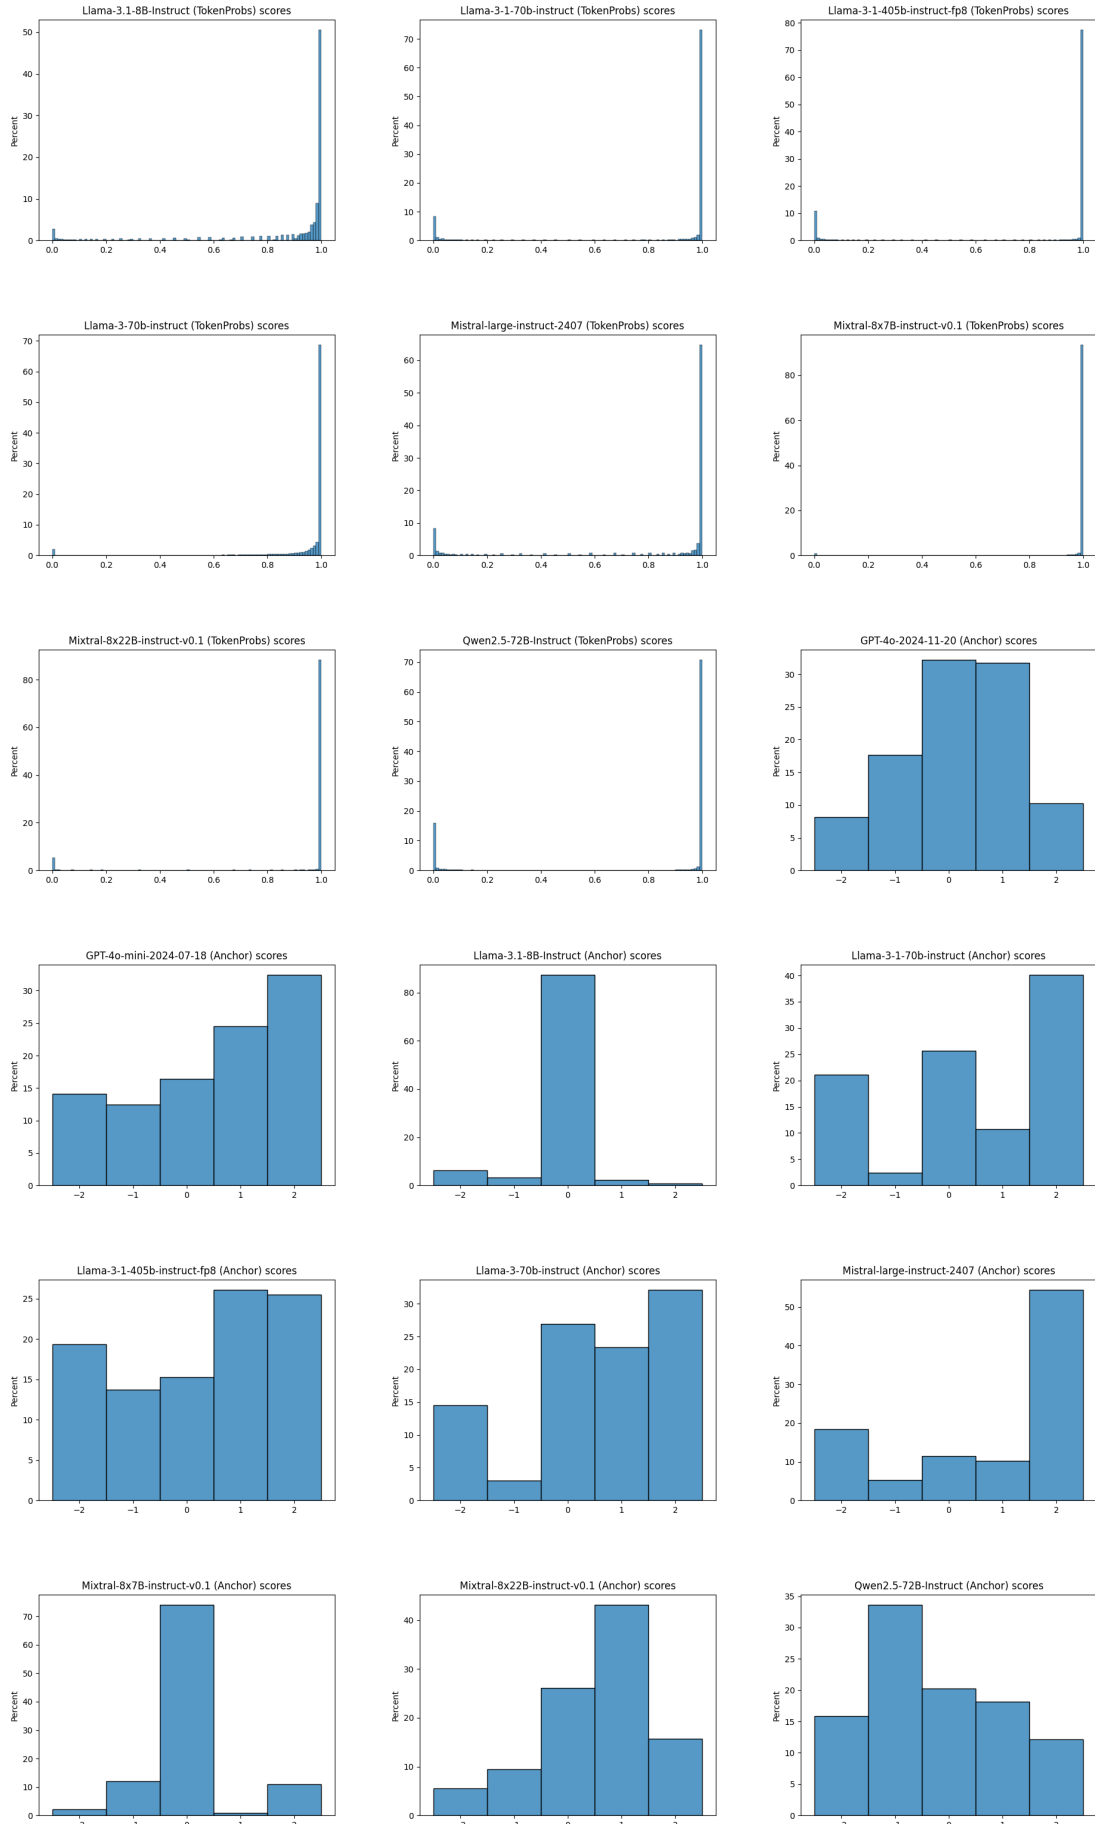 Llama-3.1-8B-Instruct (TokenProbs) scores
Percent
50
40
30
20
10
0
0.0 0.2 0.4 0.6 0.8 1.0
Llama-3-1-70b-instruct (TokenProbs) scores
Percent
70
60
50
40
30
20
10
0
0.0 0.2 0.4 0.6 0.8 1.0
Llama-3-1-405b-instruct-fp8 (TokenProbs) scores
Percent
80
70
60
50
40
30
20
10
0
0.0 0.2 0.4 0.6 0.8 1.0
Llama-3-70b-instruct (TokenProbs) scores
Percent
70
60
50
40
30
20
10
0
0.0 0.2 0.4 0.6 0.8 1.0
Mistral-large-instruct-2407 (TokenProbs) scores
Percent
60
50
40
30
20
10
0
0.0 0.2 0.4 0.6 0.8 1.0
Mixtral-8x7B-instruct-v0.1 (TokenProbs) scores
Percent
80
60
40
20
0
0.0 0.2 0.4 0.6 0.8 1.0
Mixtral-8x22B-instruct-v0.1 (TokenProbs) scores
Percent
80
60
40
20
0
0.0 0.2 0.4 0.6 0.8 1.0
Qwen2.5-72B-Instruct (TokenProbs) scores
Percent
70
60
50
40
30
20
10
0
0.0 0.2 0.4 0.6 0.8 1.0
GPT-4o-2024-11-20 (Anchor) scores
Percent
30
25
20
15
10
5
0
−2 −1 0 1 2
GPT-4o-mini-2024-07-18 (Anchor) scores
Percent
30
25
20
15
10
5
0
−2 −1 0 1 2
Llama-3.1-8B-Instruct (Anchor) scores
Percent
80
60
40
20
0
−2 −1 0 1 2
Llama-3-1-70b-instruct (Anchor) scores
Percent
40
35
30
25
20
15
10
5
0
−2 −1 0 1 2
Llama-3-1-405b-instruct-fp8 (Anchor) scores
Percent
25
20
15
10
5
0
−2 −1 0 1 2
Llama-3-70b-instruct (Anchor) scores
Percent
30
25
20
15
10
5
0
−2 −1 0 1 2
Mistral-large-instruct-2407 (Anchor) scores
Percent
50
40
30
20
10
0
−2 −1 0 1 2
Mixtral-8x7B-instruct-v0.1 (Anchor) scores
Percent
70
60
50
40
30
20
10
0
Mixtral-8x22B-instruct-v0.1 (Anchor) scores
Percent
40
30
20
10
0
Qwen2.5-72B-Instruct (Anchor) scores
Percent
35
30
25
20
15
10
5
0